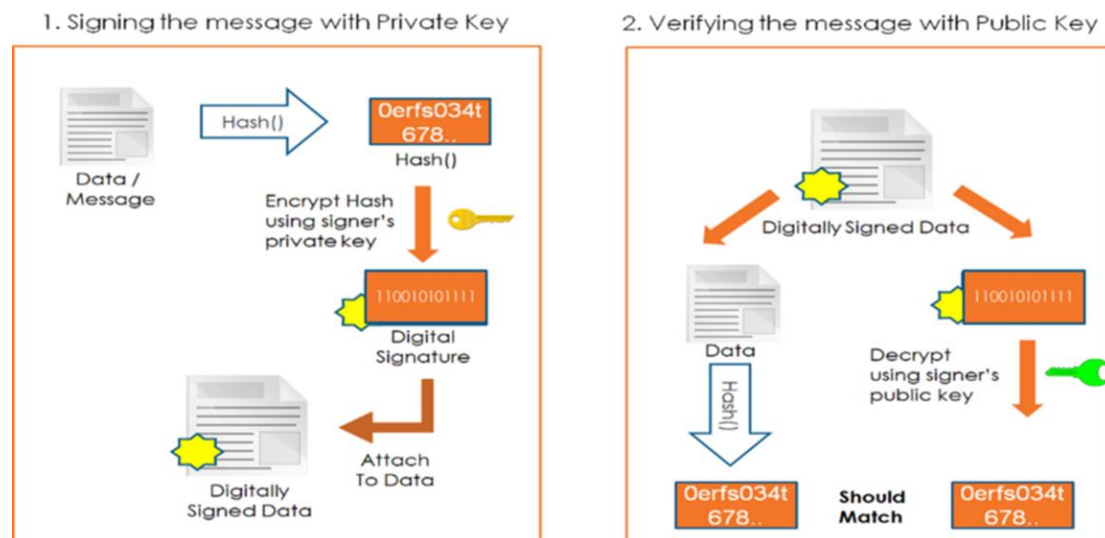 1. Signing the message with Private Key
Data /
Message
Hash()
0erfs034t
678..
Hash()
Encrypt Hash
using signer's
private key
110010101111
Digital
Signature
Attach
To Data
Digitally
Signed Data
2. Verifying the message with Public Key
Digitally Signed Data
Data
Hash()
0erfs034t
678..
110010101111
Decrypt
using signer's
public key
Should
Match
0erfs034t
678..